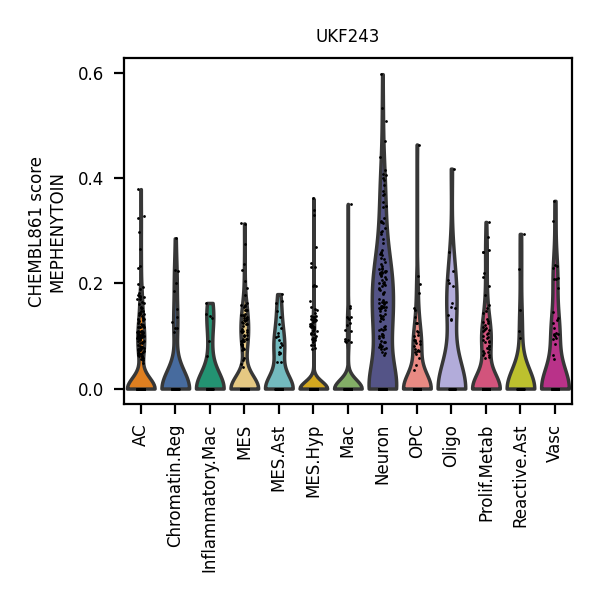 UKF243
CHEMBL861 score
MEPHENYTOIN
0.6
0.4
0.2
0.0
AC
Chromatin.Reg
Inflammatory.Mac
MES
MES.Ast
MES.Hyp
Mac
Neuron
OPC
Oligo
Prolif.Metab
Reactive.Ast
Vasc